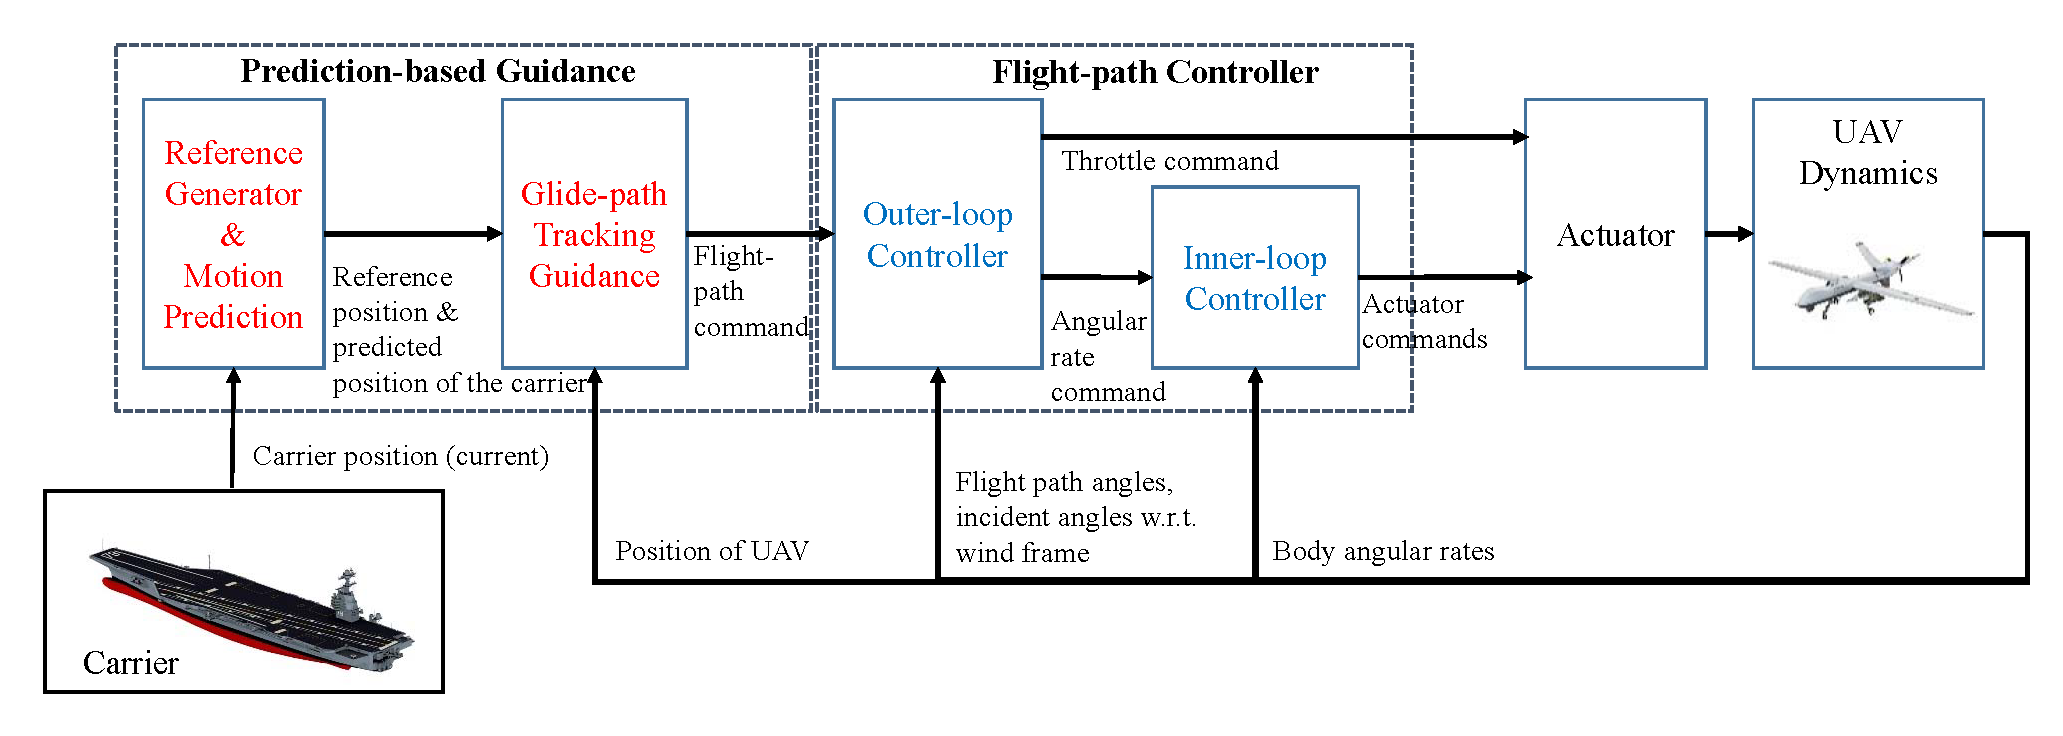 Prediction-based Guidance
Flight-path Controller
Reference
Generator
&
Motion
Prediction
Reference
position &
predicted
position of the carrier
Glide-path
Tracking
Guidance
Flight-
path
command
Outer-loop
Controller
Throttle command
Angular
rate
command
Inner-loop
Controller
Actuator
commands
Actuator
UAV
Dynamics
Carrier position (current)
Carrier
Position of UAV
Flight path angles,
incident angles w.r.t.
wind frame
Body angular rates